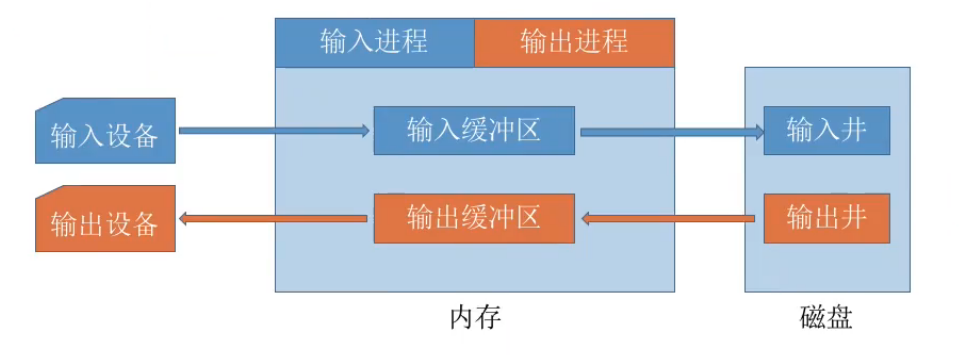 输入进程
输出进程
输入设备
输入缓冲区
输入井
输出设备
输出缓冲区
输出井
内存
磁盘